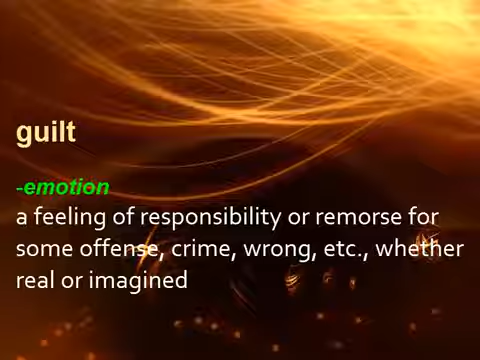 guilt
-emotion
a feeling of responsibility or remorse for
some offense, crime, wrong, etc., whether
real or imagined